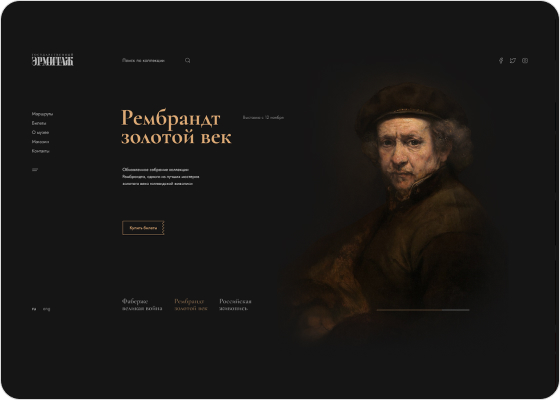 ГОСУДАРСТВЕННЫЙ
ЭРМИТАЖ
Поиск по коллекции
Маршруты
Билеты
О музее
Магазин
Контакты
Рембрандт
золотой век
Выставка с 12 ноября
Обновленное собрание коллекции
Рембрандта, одного из лучших мастеров
золотого века голландской живописи
Купить билеты
Фаберже
великая война
Рембрандт
золотой век
Российская
живопись
ru eng